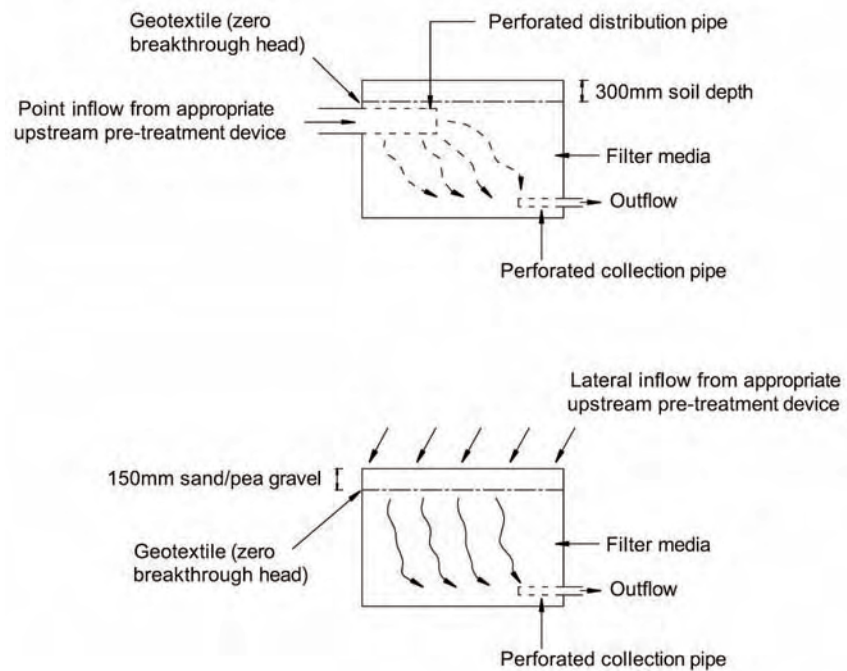 Geotextile (zero
breakthrough head)
Perforated distribution pipe
300mm soil depth
Point inflow from appropriate
upstream pre-treatment device
Filter media
Outflow
Perforated collection pipe
Lateral inflow from appropriate
upstream pre-treatment device
150mm sand/pea gravel
Geotextile (zero
breakthrough head)
Filter media
Outflow
Perforated collection pipe